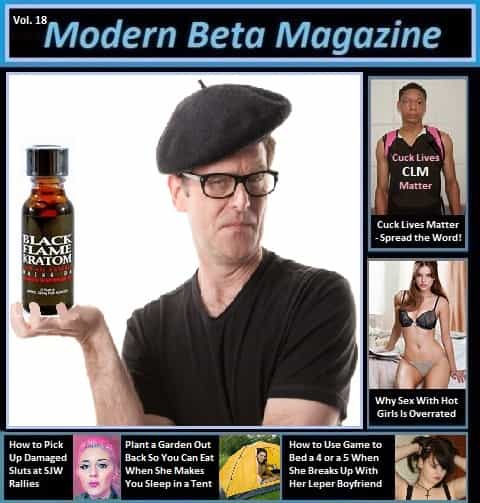 Vol. 18
Modern Beta Magazine
BLACK
FLAME
KRATOM
Cuck Lives
CLM
Matter
Cuck Lives Matter
- Spread the Word!
Why Sex With Hot
Girls Is Overrated
How to Pick
Up Damaged
Sluts at SJW
Rallies
Plant a Garden Out
Back So You Can Eat
When She Makes
You Sleep in a Tent
How to Use Game to
Bed a 4 or a 5 When
She Breaks Up With
Her Leper Boyfriend